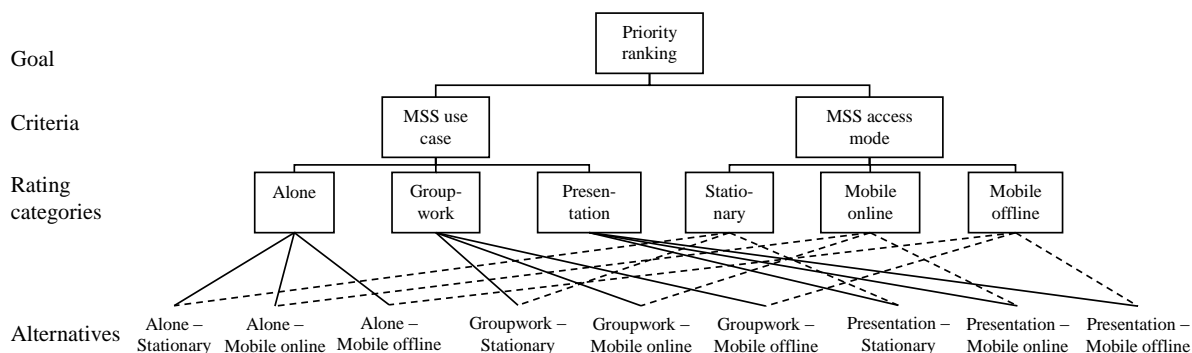 Goal
Priority
ranking
Criteria
MSS use
case
MSS access
mode
Rating
categories
Alone
Group-
work
Presen-
tation
Statio-
nary
Mobile
online
Mobile
offline
Alternatives
Alone –
Stationary
Alone –
Mobile online
Alone –
Mobile offline
Groupwork –
Stationary
Groupwork –
Mobile online
Groupwork –
Mobile offline
Presentation –
Stationary
Presentation –
Mobile online
Presentation –
Mobile offline